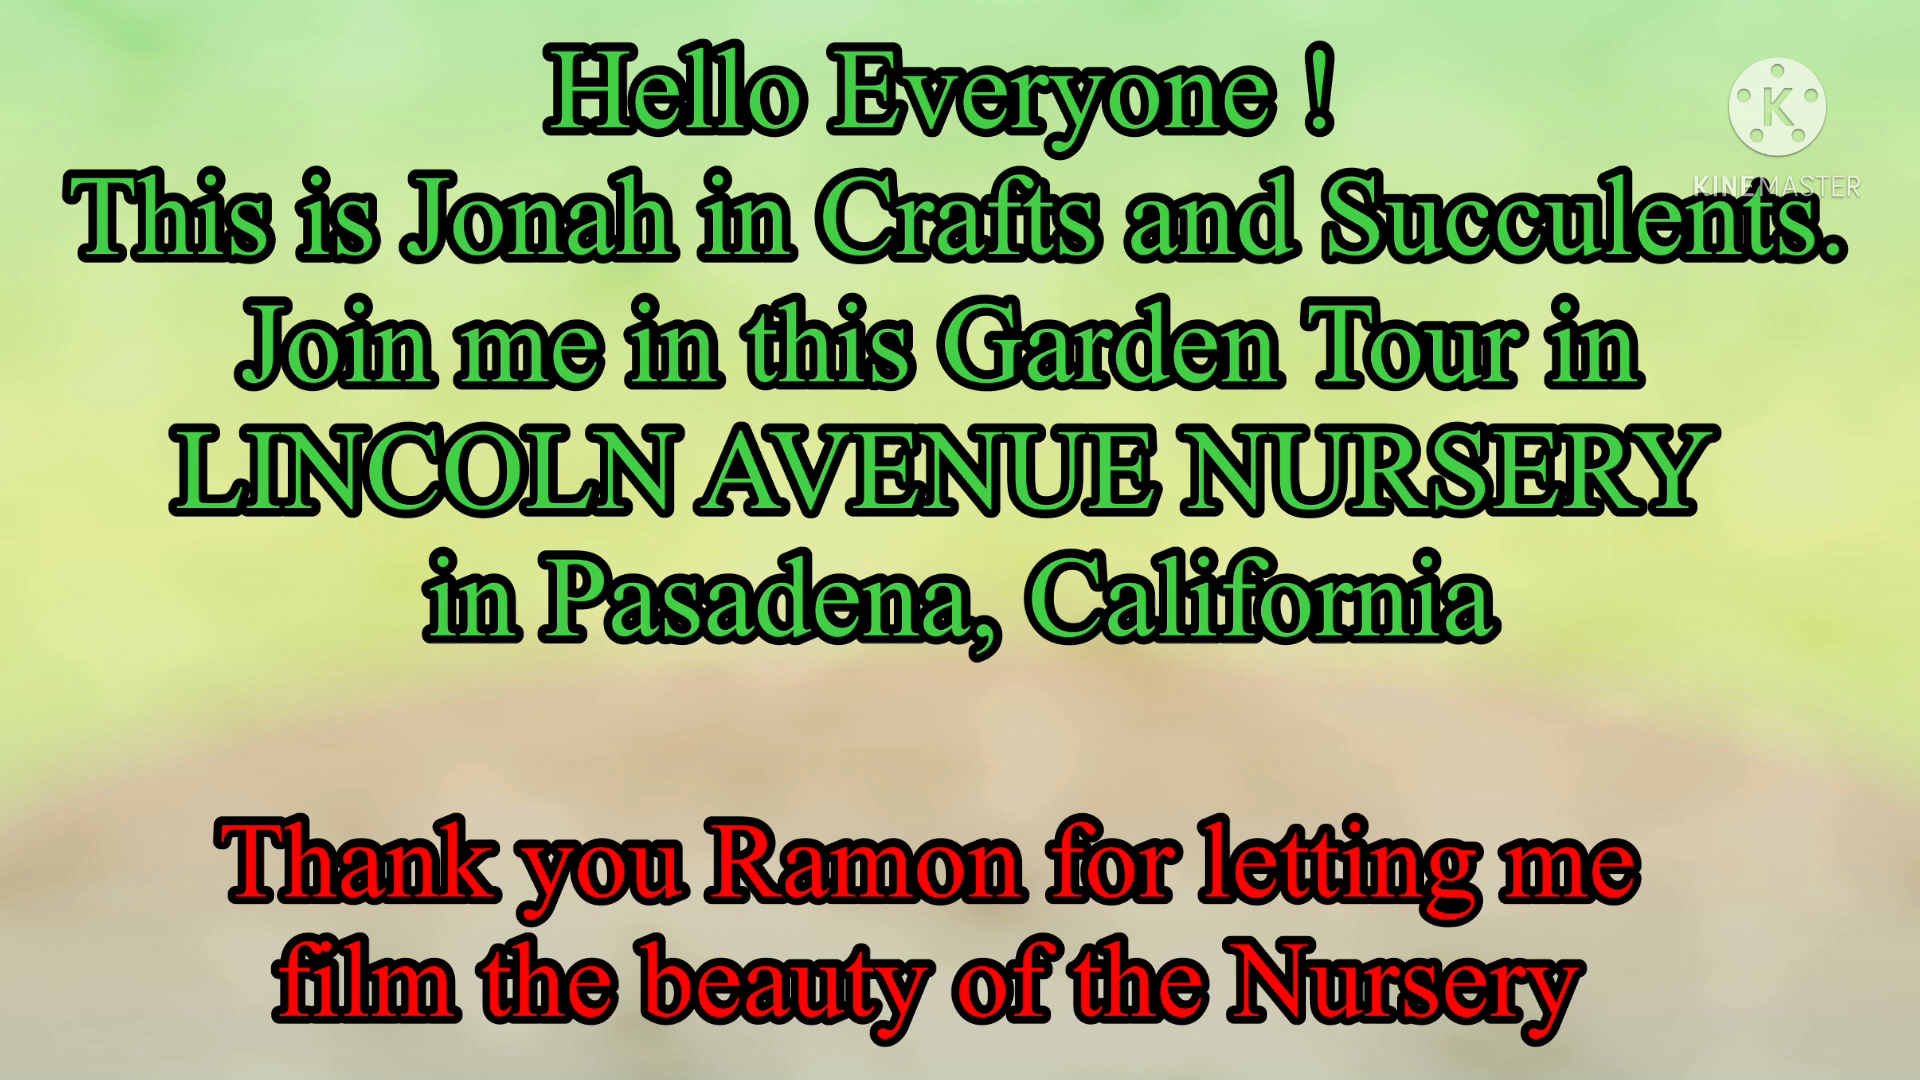 Hello Everyone !
This is Jonah in Crafts and Succulents.
Join me in this Garden Tour in
LINCOLN AVENUE NURSERY
in Pasadena, California
Thank you Ramon for letting me
film the beauty of the Nursery
K
KINEMASTER